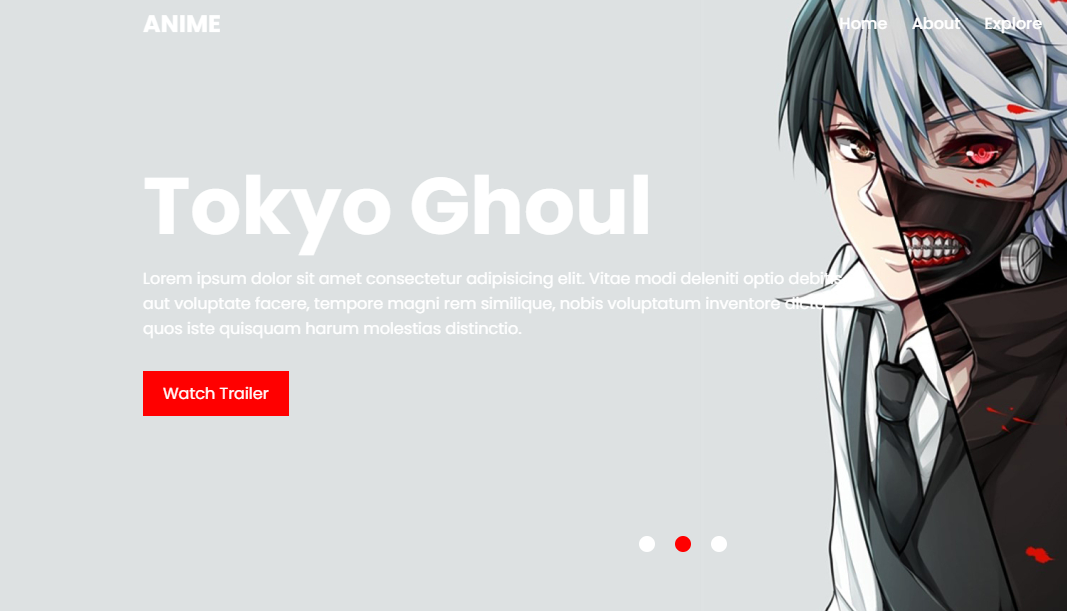 ANIME
Home About Explore
Tokyo Ghoul
Lorem ipsum dolor sit amet consectetur adipisicing elit. Vitae modi deleniti optio debitis
aut voluptate facere, tempore magni rem similique, nobis voluptatum inventore dicta
quos iste quisquam harum molestias distinctio.
Watch Trailer